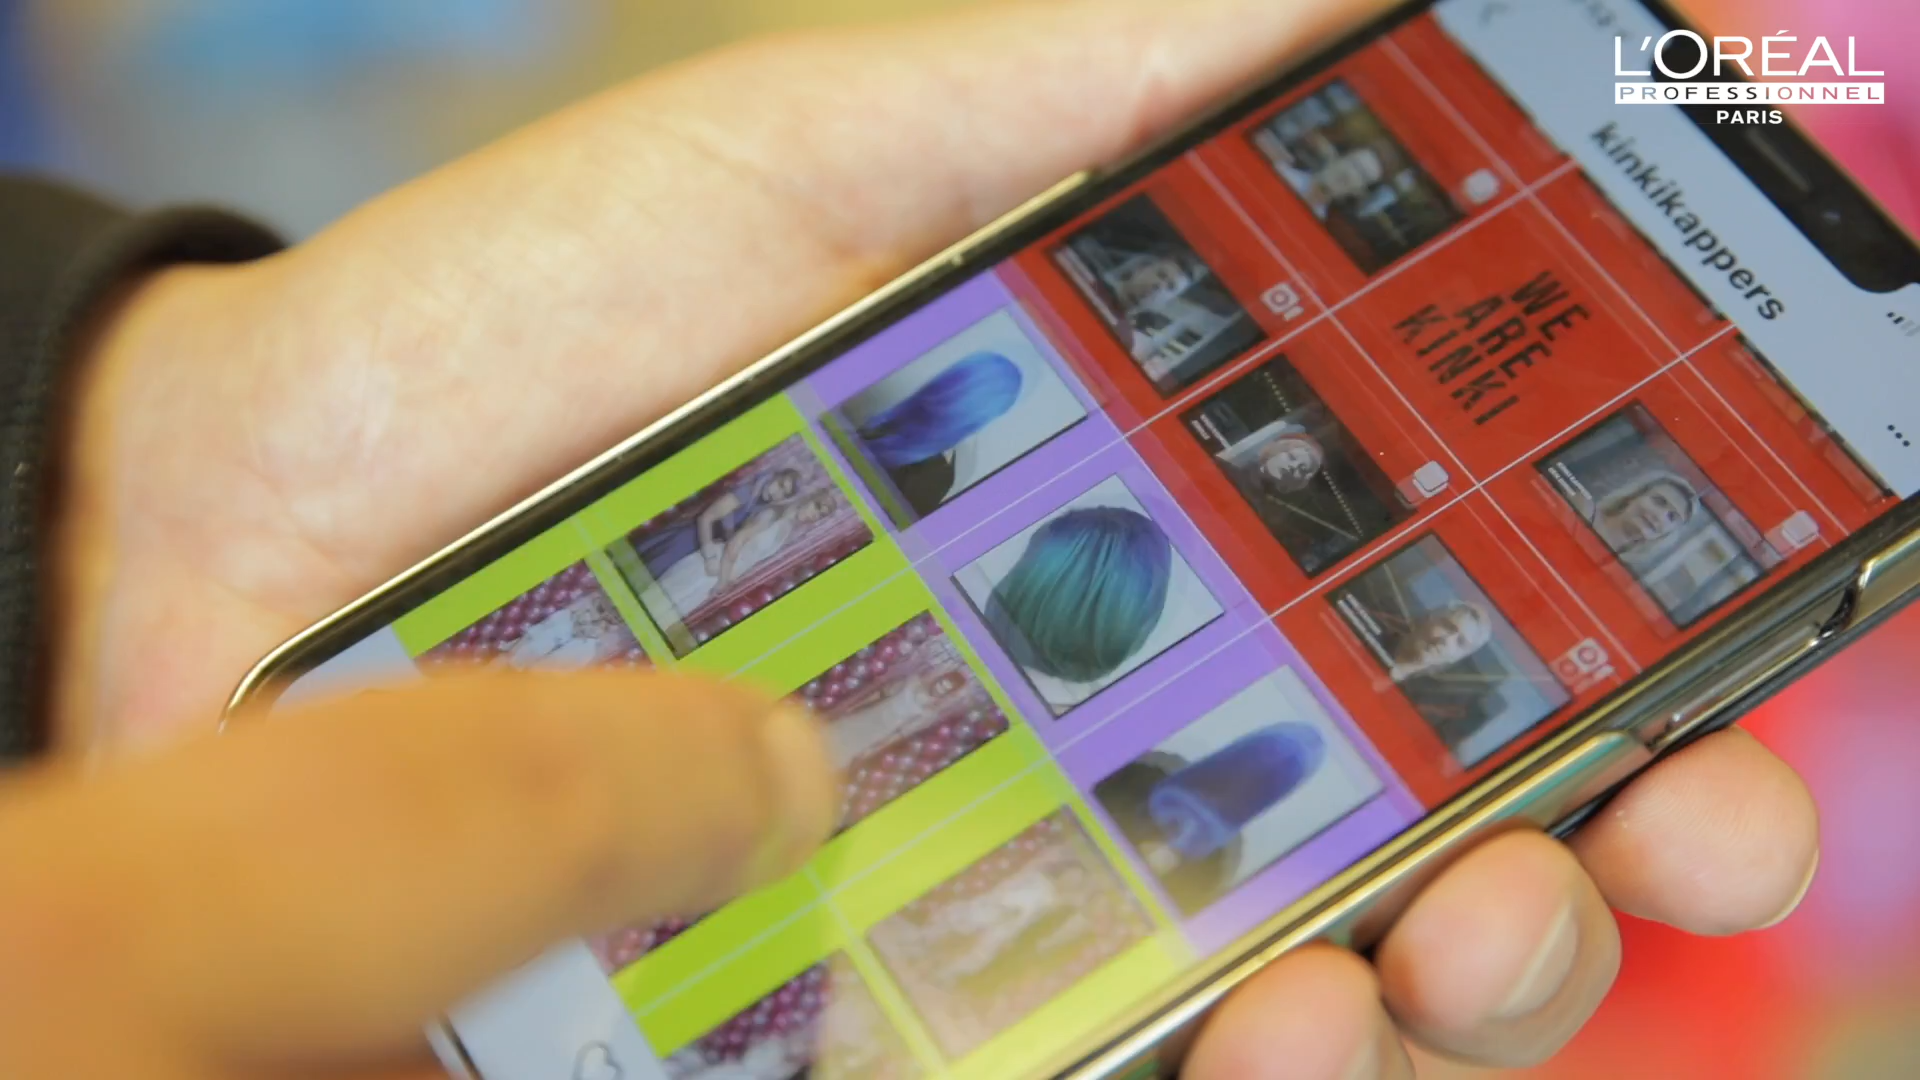 L'ORÉAL
PROFESSIONNEL
PARIS
kinkikappers
WE
ARE
KINKI